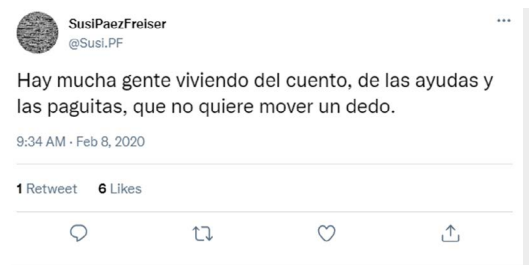 SusiPaezFreiser
@Susi.PF
Hay mucha gente viviendo del cuento, de las ayudas y
las paguitas, que no quiere mover un dedo.
9:34 AM · Feb 8, 2020
1 Retweet 6 Likes